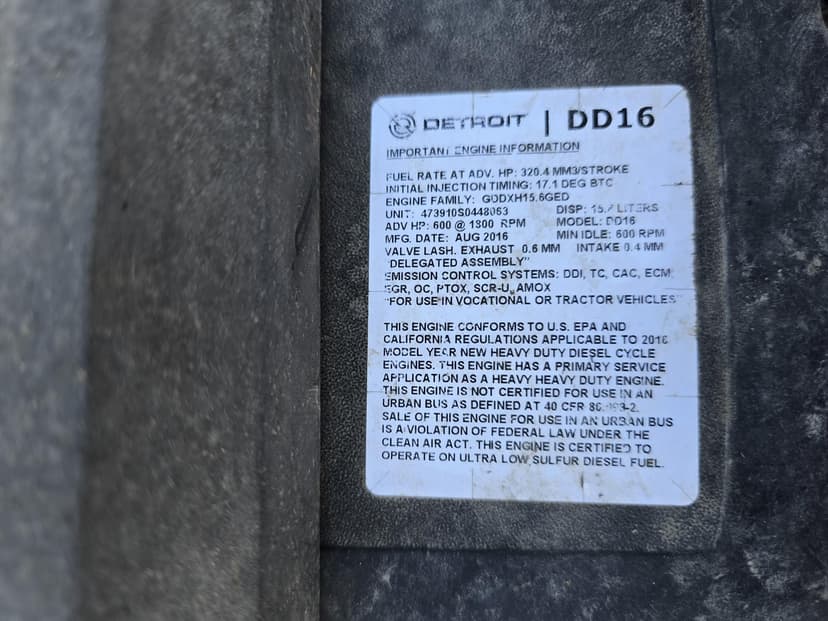 DETROIT | DD16
IMPORTANT ENGINE INFORMATION
FUEL RATE AT ADV. HP: 320.4 MM3/STROKE
INITIAL INJECTION TIMING: 17.1 DEG BTC
ENGINE FAMILY: GDDXH15.6GED
UNIT: 473910S0448063 DISP: LITERS
ADV HP: 600 @ 1800 RPM MODEL: DD16
MFG. DATE: AUG 2016 MIN IDLE: 600 RPM
VALVE LASH. EXHAUST 0.6 MM INTAKE 0.4 MM
"DELEGATED ASSEMBLY"
EMISSION CONTROL SYSTEMS: DDI, TC, CAC, ECM,
EGR, OC, PTOX, SCR-U, AMOX
"FOR USE IN VOCATIONAL OR TRACTOR VEHICLES"
THIS ENGINE CONFORMS TO U.S. EPA AND
CALIFORNIA REGULATIONS APPLICABLE TO 2016
MODEL YEAR NEW HEAVY DUTY DIESEL CYCLE
ENGINES. THIS ENGINE HAS A PRIMARY SERVICE
APPLICATION AS A HEAVY HEAVY DUTY ENGINE.
THIS ENGINE IS NOT CERTIFIED FOR USE IN AN
URBAN BUS AS DEFINED AT 40 CFR
SALE OF THIS ENGINE FOR USE IN AN URBAN BUS
IS A VIOLATION OF FEDERAL LAW UNDER THE
CLEAN AIR ACT. THIS ENGINE IS CERTIFIED TO
OPERATE ON ULTRA LOW SULFUR DIESEL FUEL.